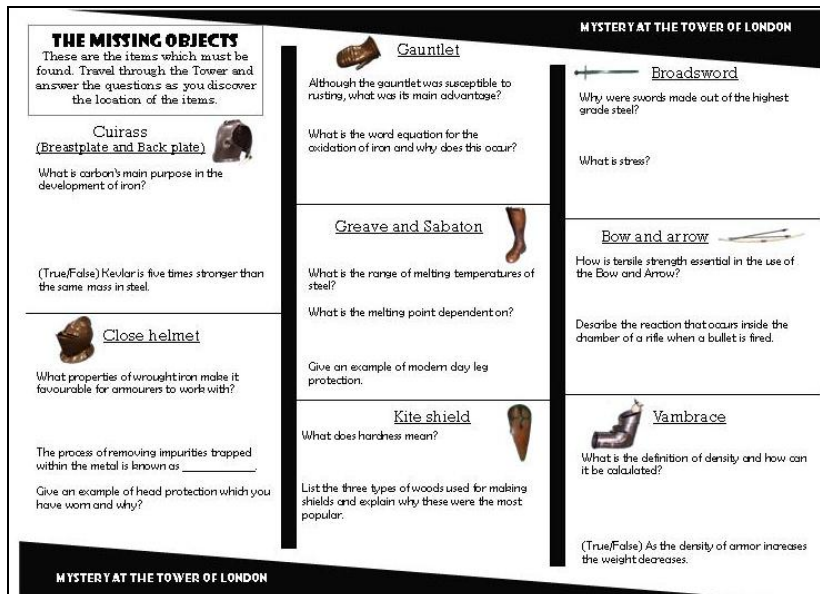 MYSTERY AT THE TOWER OF LONDON
THE MISSING OBJECTS
These are the items which must be
found. Travel through the Tower and
answer the questions as you discover
the location of the items.
Cuirass
(Breastplate and Back plate)
What is carbon's main purpose in the
development of iron?
(True/False) Kevlar is five times stronger than
the same mass in steel.
Close helmet
What properties of wrought iron make it
favourable for armourers to work with?
The process of removing impurities trapped
within the metal is known as ____________.
Give an example of head protection which you
have worn and why?
Gauntlet
Although the gauntlet was susceptible to
rusting, what was its main advantage?
What is the word equation for the
oxidation of iron and why does this occur?
Greave and Sabaton
What is the range of melting temperatures of
steel?
What is the melting point dependent on?
Give an example of modern day leg
protection.
Kite shield
What does hardness mean?
List the three types of woods used for making
shields and explain why these were the most
popular.
Broadsword
Why were swords made out of the highest
grade steel?
What is stress?
Bow and arrow
How is tensile strength essential in the use of
the Bow and Arrow?
Describe the reaction that occurs inside the
chamber of a rifle when a bullet is fired.
Vambrace
What is the definition of density and how can
it be calculated?
(True/False) As the density of armor increases
the weight decreases.
MYSTERY AT THE TOWER OF LONDON